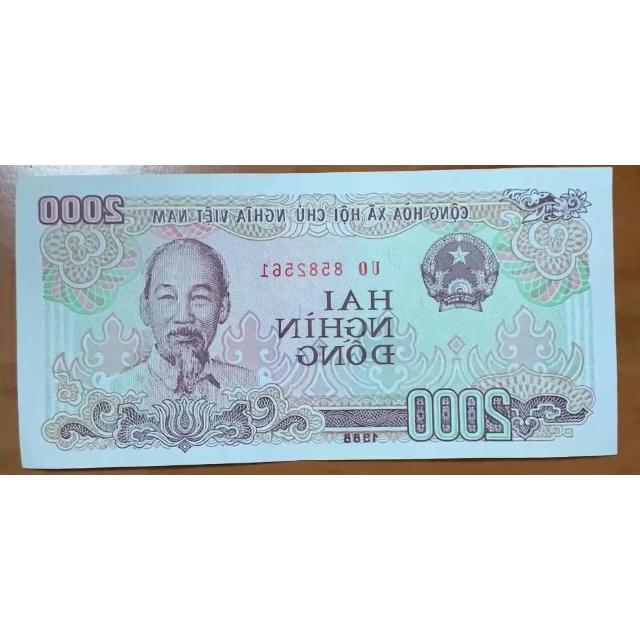 CỘNG HÒA XÃ HỘI CHỦ NGHĨA VIỆT NAM
2000
UO 8582561
HAI
NGHÌN
ĐỒNG
2000
1988